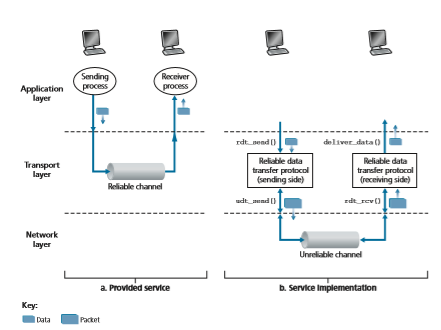 Sending
process
Receiver
process
Application
layer
rdt_send()
deliver_data()
Transport
layer
Reliable channel
Reliable data
transfer protocol
(sending side)
Reliable data
transfer protocol
(receiving side)
udt_send()
rdt_rcv()
Network
layer
Unreliable channel
a. Provided service
b. Service implementation
Key:
Data
Packet